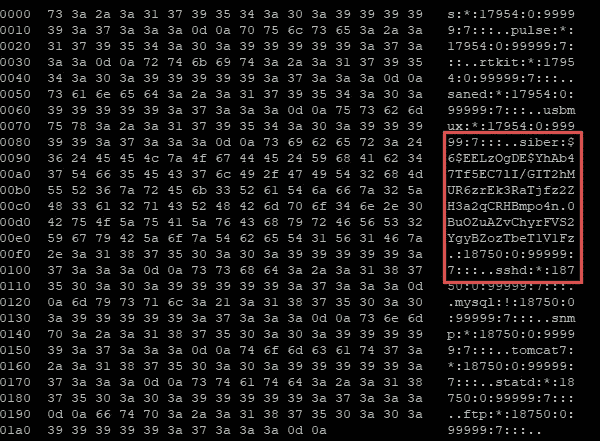 0000 73 3a 2a 3a 31 37 39 35 34 3a 30 3a 39 39 39 39 s:*:17954:0:9999
0010 39 3a 37 3a 3a 3a 0d 0a 70 75 6c 73 65 3a 2a 3a 9:7:::..pulse:*:
0020 31 37 39 35 34 3a 30 3a 39 39 39 39 39 3a 37 3a 17954:0:99999:7:
0030 3a 3a 0d 0a 72 74 6b 69 74 3a 2a 3a 31 37 39 35 ::..rtkit:*:1795
0040 34 3a 30 3a 39 39 39 39 39 3a 37 3a 3a 3a 0d 0a 4:0:99999:7:::..
0050 73 61 6e 65 64 3a 2a 3a 31 37 39 35 34 3a 30 3a saned:*:17954:0:
0060 39 39 39 39 39 3a 37 3a 3a 3a 0d 0a 75 73 62 6d 99999:7:::..usbm
0070 75 78 3a 2a 3a 31 37 39 35 34 3a 30 3a 39 39 39 ux:*:17954:0:999
0080 39 39 3a 37 3a 3a 3a 0d 0a 73 69 62 65 72 3a 24 99:7:::..siber:$
0090 36 24 45 45 4c 7a 4f 67 44 45 24 59 68 41 62 34 6$EELzOgDE$YhAb4
00a0 37 54 66 35 45 43 37 6c 49 2f 47 49 54 32 68 4d 7Tf5EC7lI/GIT2hM
00b0 55 52 36 7a 72 45 6b 33 52 61 54 6a 66 7a 32 5a UR6zrEk3RaTjfz2Z
00c0 48 33 61 32 71 43 52 48 42 6d 70 6f 34 6e 2e 30 H3a2qCRHBmpo4n.0
00d0 42 75 4f 5a 75 41 5a 76 43 68 79 72 46 56 53 32 BuOZuAZvChyrFVS2
00e0 59 67 79 42 5a 6f 7a 54 62 65 54 31 56 31 46 7a YgyBZozTbeT1V1Fz
00f0 2e 3a 31 38 37 35 30 3a 30 3a 39 39 39 39 39 3a .:18750:0:99999:
0100 37 3a 3a 3a 0d 0a 73 73 68 64 3a 2a 3a 31 38 37 7:::..sshd:*:187
0110 35 30 3a 30 3a 39 39 39 39 39 3a 37 3a 3a 3a 0d 50:0:99999:7:::.
0120 0a 6d 79 73 71 6c 3a 21 3a 31 38 37 35 30 3a 30 .mysql:!:18750:0
0130 3a 39 39 39 39 39 3a 37 3a 3a 3a 0d 0a 73 6e 6d :99999:7:::..snm
0140 70 3a 2a 3a 31 38 37 35 30 3a 30 3a 39 39 39 39 p:*:18750:0:9999
0150 39 3a 37 3a 3a 3a 0d 0a 74 6f 6d 63 61 74 37 3a 9:7:::..tomcat7:
0160 2a 3a 31 38 37 35 30 3a 30 3a 39 39 39 39 39 3a *:18750:0:99999:
0170 37 3a 3a 3a 0d 0a 73 74 61 74 64 3a 2a 3a 31 38 7:::..statd:*:18
0180 37 35 30 3a 30 3a 39 39 39 39 39 3a 37 3a 3a 3a 750:0:99999:7:::
0190 0d 0a 66 74 70 3a 2a 3a 31 38 37 35 30 3a 30 3a ..ftp:*:18750:0:
01a0 39 39 39 39 39 3a 37 3a 3a 3a 0d 0a 99999:7:::..